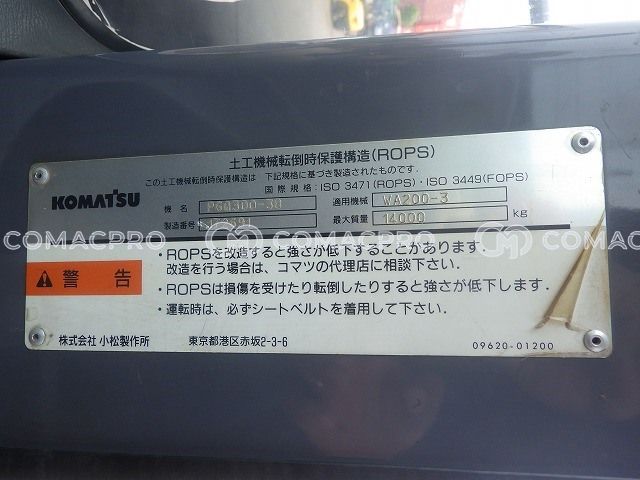 土工機械転倒時保護構造(ROPS)
この土工機械転倒時保護構造は 下記規格に基づき製造されたものです。
国際規格:ISO 3471(ROPS)・ISO 3449(FOPS)
KOMATSU
機 名 適用機械 WA200-3
製造番号 最大質量 14000 kg
COMACPRO COMACPRO COMACPRO
警 告
・ROPSを改造すると強さが低下することがあります。
改造を行う場合は、コマツの代理店に相談下さい。
・ROPSは損傷を受けたり転倒したりすると強さが低下します。
・運転時は、必ずシートベルトを着用して下さい。
株式会社 小松製作所 東京都港区赤坂2-3-6 09620-01200